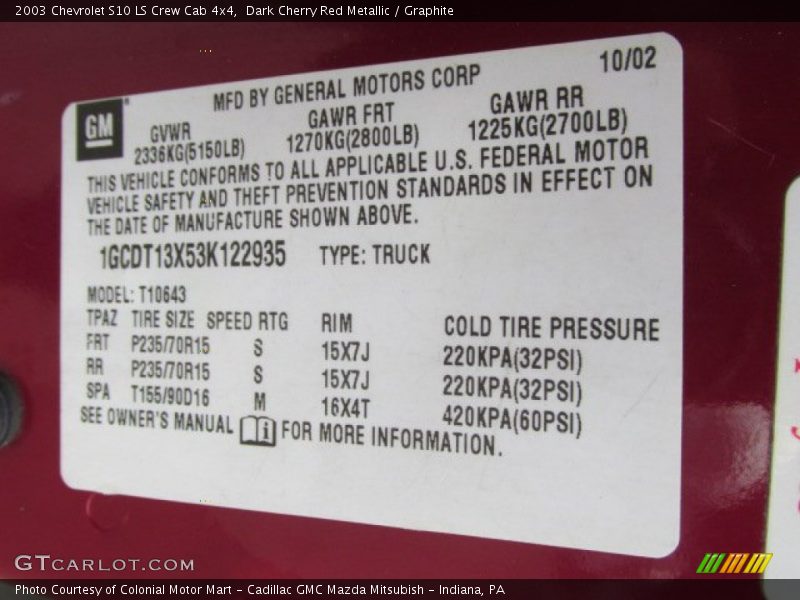 2003 Chevrolet S10 LS Crew Cab 4x4,  Dark Cherry Red Metallic / Graphite
10/02
MFD BY GENERAL MOTORS CORP
GM
GVWR GAWR FRT GAWR RR
2336KG(5150LB) 1270KG(2800LB) 1225KG(2700LB)
THIS VEHICLE CONFORMS TO ALL APPLICABLE U.S. FEDERAL MOTOR
VEHICLE SAFETY AND THEFT PREVENTION STANDARDS IN EFFECT ON
THE DATE OF MANUFACTURE SHOWN ABOVE.
1GCDT13X53K122935 TYPE: TRUCK
MODEL: T10643
TPAZ TIRE SIZE SPEED RTG RIM COLD TIRE PRESSURE
FRT P235/70R15 S 15X7J 220KPA(32PSI)
RR P235/70R15 S 15X7J 220KPA(32PSI)
SPA T155/90D16 M 16X4T 420KPA(60PSI)
SEE OWNER'S MANUAL FOR MORE INFORMATION.
GTCARLOT.COM
Photo Courtesy of Colonial Motor Mart - Cadillac GMC Mazda Mitsubish - Indiana, PA